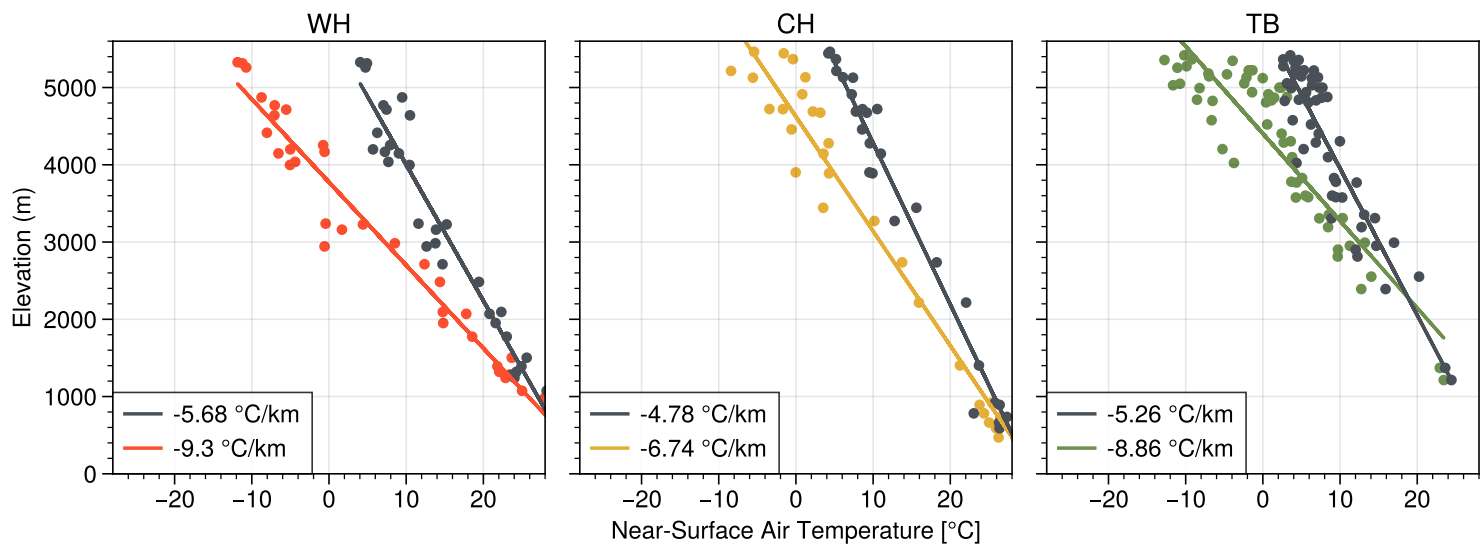 WH
CH
TB
Elevation (m)
5000
4000
3000
2000
1000
0
-5.68 °C/km
-9.3 °C/km
-4.78 °C/km
-6.74 °C/km
-5.26 °C/km
-8.86 °C/km
−20 −10 0 10 20
−20 −10 0 10 20
−20 −10 0 10 20
Near-Surface Air Temperature [°C]